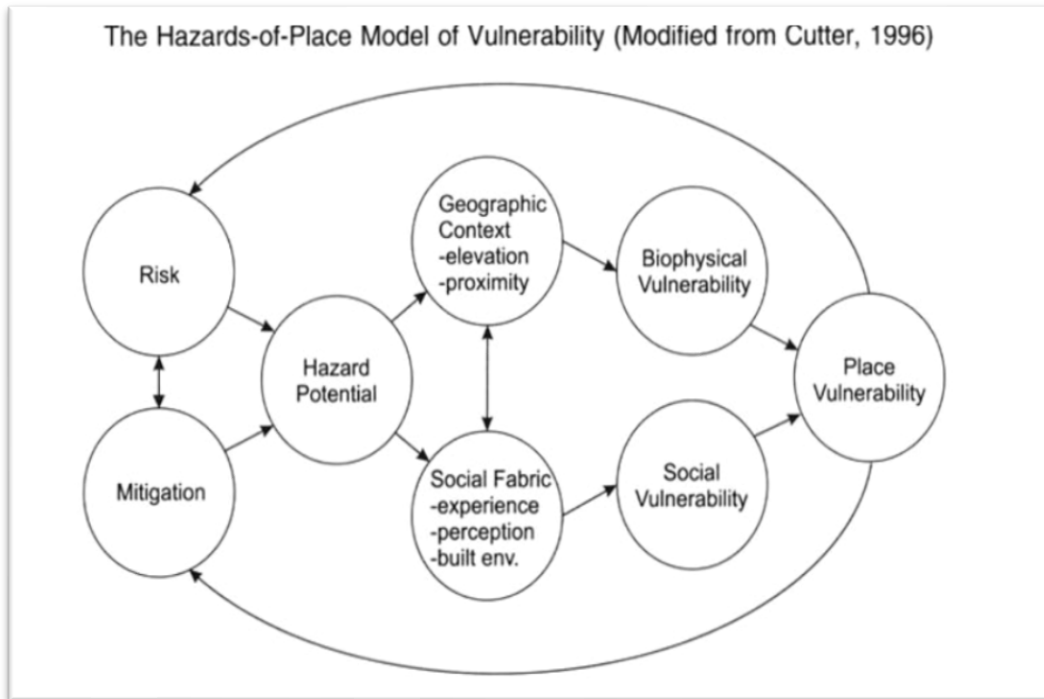 The Hazards-of-Place Model of Vulnerability (Modified from Cutter, 1996)
Risk
Mitigation
Hazard
Potential
Geographic
Context
-elevation
-proximity
Social Fabric
-experience
-perception
-built env.
Biophysical
Vulnerability
Social
Vulnerability
Place
Vulnerability